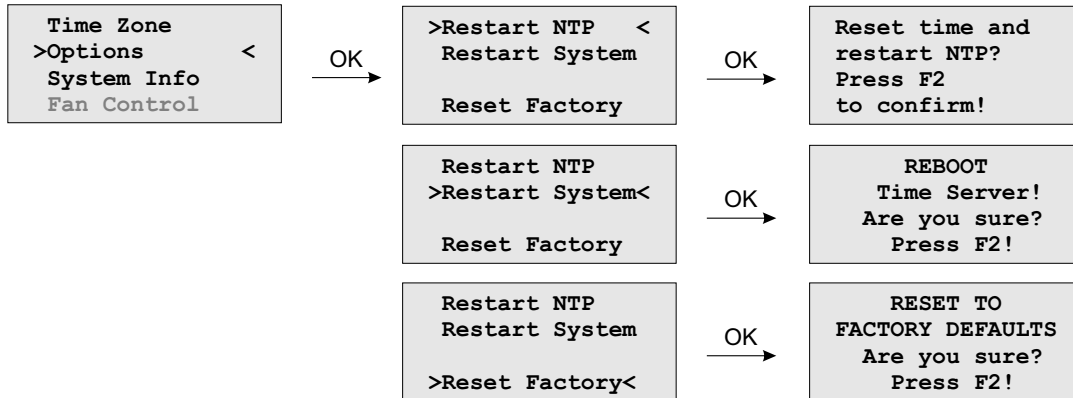 Time Zone
>Options <
System Info
Fan Control
OK
>Restart NTP <
Restart System
Reset Factory
OK
Reset time and
restart NTP?
Press F2
to confirm!
Restart NTP
>Restart System<
Reset Factory
OK
REBOOT
Time Server!
Are you sure?
Press F2!
Restart NTP
Restart System
>Reset Factory<
OK
RESET TO
FACTORY DEFAULTS
Are you sure?
Press F2!